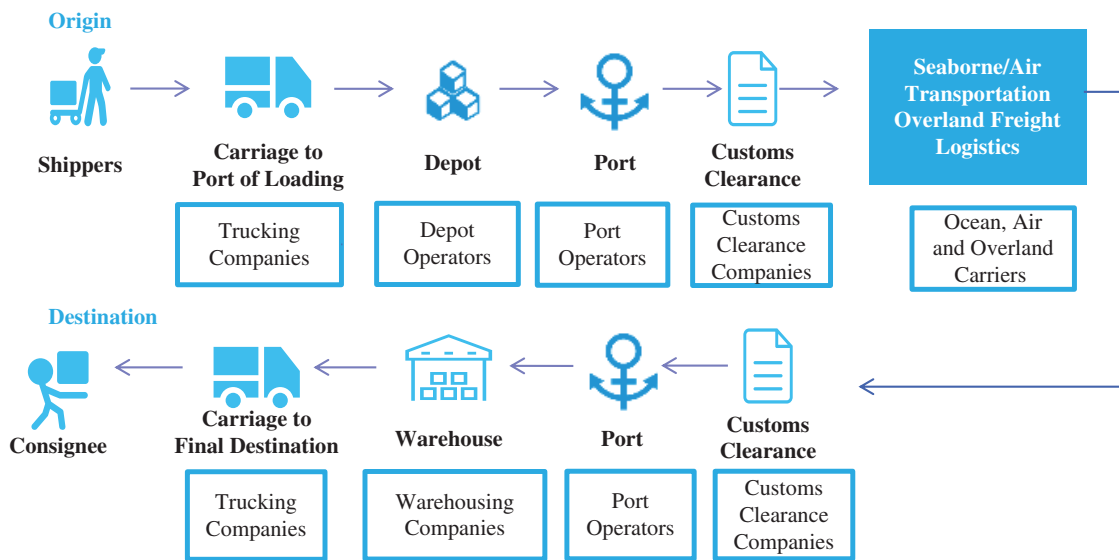 Origin
Seaborne/Air
Transportation
Overland Freight
Logistics
Shippers
Carriage to
Port of Loading
Depot
Port
Customs
Clearance
Trucking
Companies
Depot
Operators
Port
Operators
Customs
Clearance
Companies
Ocean, Air
and Overland
Carriers
Destination
Consignee
Carriage to
Final Destination
Warehouse
Port
Customs
Clearance
Trucking
Companies
Warehousing
Companies
Port
Operators
Customs
Clearance
Companies